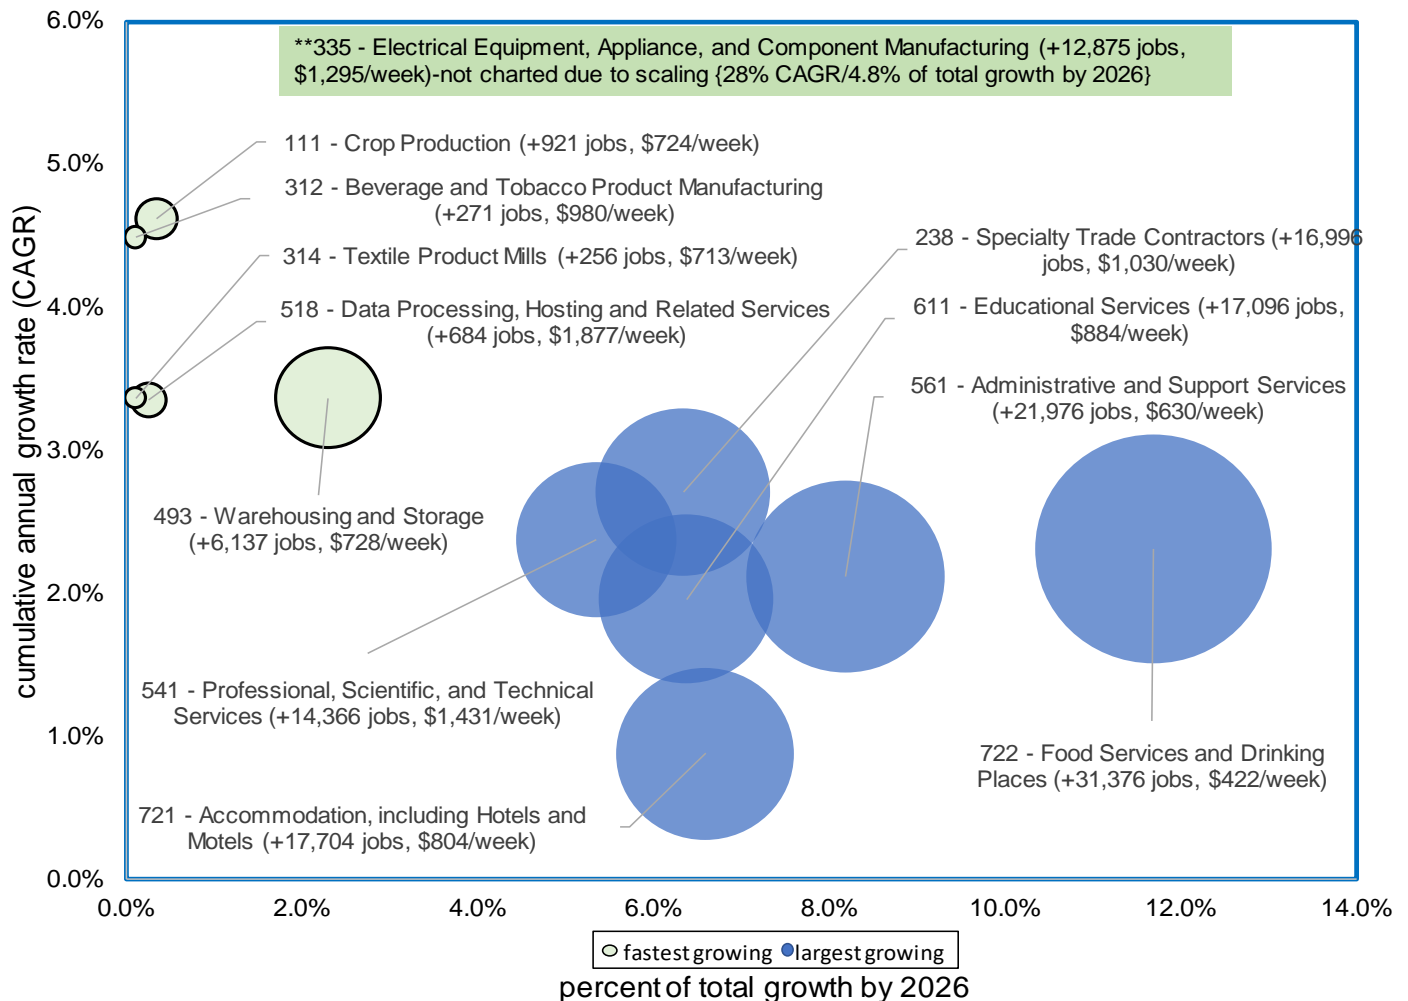 6.0%
**335 - Electrical Equipment, Appliance, and Component Manufacturing (+12,875 jobs,
$1,295/week)-not charted due to scaling {28% CAGR/4.8% of total growth by 2026}
5.0%
111 - Crop Production (+921 jobs, $724/week)
312 - Beverage and Tobacco Product Manufacturing
(+271 jobs, $980/week)
314 - Textile Product Mills (+256 jobs, $713/week)
518 - Data Processing, Hosting and Related Services
(+684 jobs, $1,877/week)
238 - Specialty Trade Contractors (+16,996
jobs, $1,030/week)
611 - Educational Services (+17,096 jobs,
$884/week)
561 - Administrative and Support Services
(+21,976 jobs, $630/week)
4.0%
3.0%
493 - Warehousing and Storage
(+6,137 jobs, $728/week)
2.0%
541 - Professional, Scientific, and Technical
Services (+14,366 jobs, $1,431/week)
1.0%
722 - Food Services and Drinking
Places (+31,376 jobs, $422/week)
721 - Accommodation, including Hotels and
Motels (+17,704 jobs, $804/week)
0.0%
cumulative annual growth rate (CAGR)
0.0% 2.0% 4.0% 6.0% 8.0% 10.0% 12.0% 14.0%
fastest growing largest growing
percent of total growth by 2026